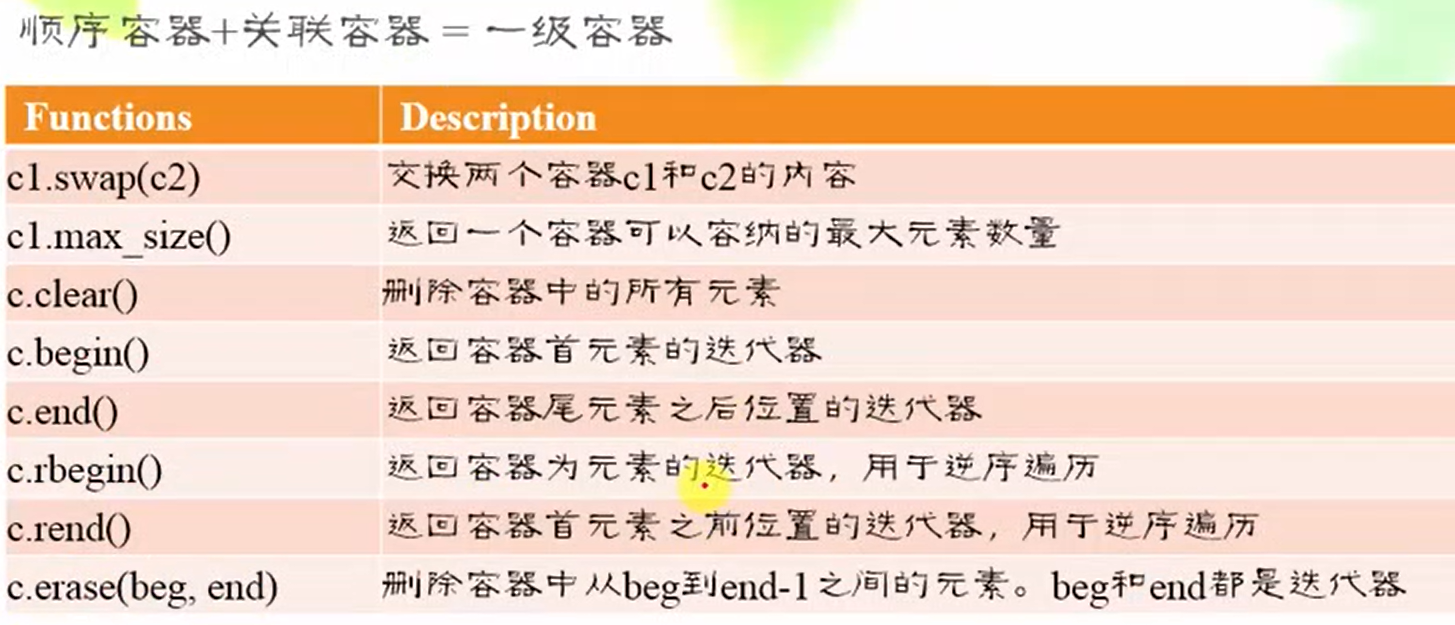 顺序容器+关联容器 = 一级容器
Functions Description
c1.swap(c2) 交换两个容器c1和c2的内容
c1.max_size() 返回一个容器可以容纳的最大元素数量
c.clear() 删除容器中的所有元素
c.begin() 返回容器首元素的迭代器
c.end() 返回容器尾元素之后位置的迭代器
c.rbegin() 返回容器为元素的迭代器，用于逆序遍历
c.rend() 返回容器首元素之前位置的迭代器，用于逆序遍历
c.erase(beg, end) 删除容器中从beg到end-1之间的元素。beg和end都是迭代器